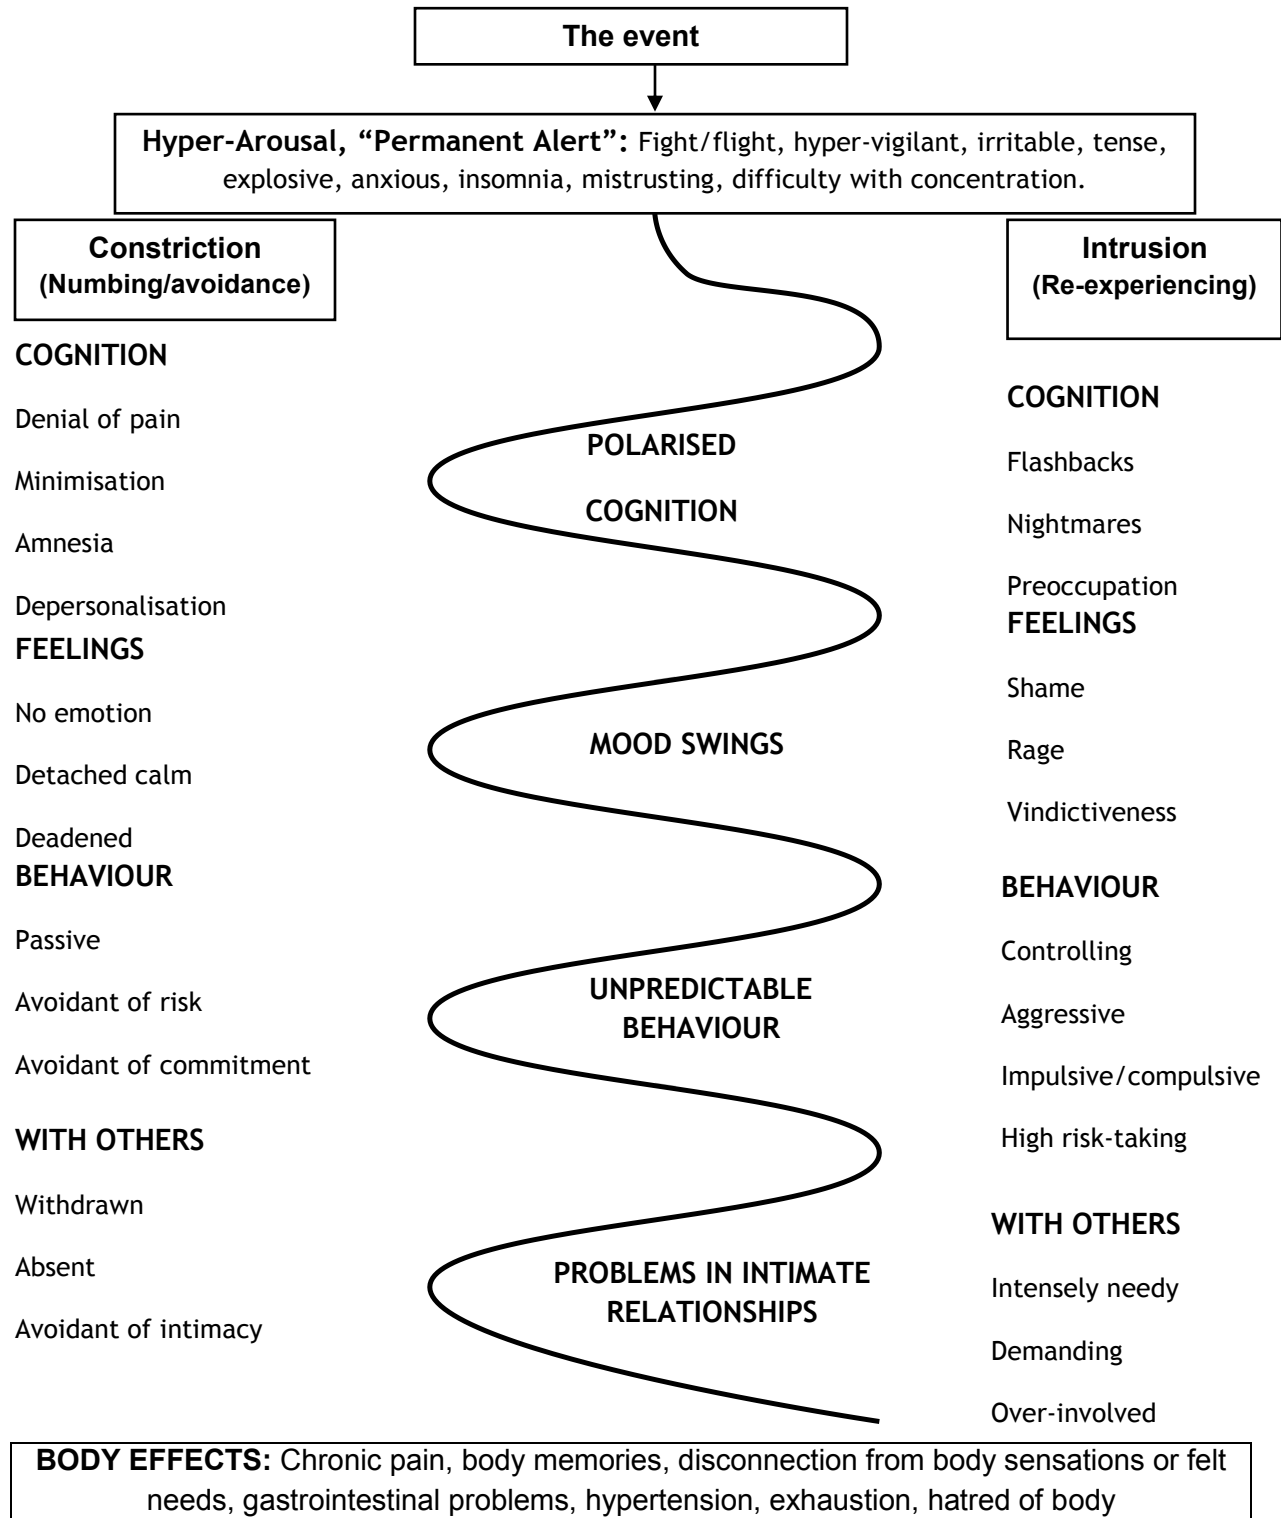 The event
Hyper-Arousal, “Permanent Alert”: Fight/flight, hyper-vigilant, irritable, tense,
explosive, anxious, insomnia, mistrusting, difficulty with concentration.
Constriction
(Numbing/avoidance)
COGNITION
Denial of pain
Minimisation
Amnesia
Depersonalisation
FEELINGS
No emotion
Detached calm
Deadened
BEHAVIOUR
Passive
Avoidant of risk
Avoidant of commitment
WITH OTHERS
Withdrawn
Absent
Avoidant of intimacy
POLARISED
COGNITION
MOOD SWINGS
UNPREDICTABLE
BEHAVIOUR
PROBLEMS IN INTIMATE
RELATIONSHIPS
Intrusion
(Re-experiencing)
COGNITION
Flashbacks
Nightmares
Preoccupation
FEELINGS
Shame
Rage
Vindictiveness
BEHAVIOUR
Controlling
Aggressive
Impulsive/compulsive
High risk-taking
WITH OTHERS
Intensely needy
Demanding
Over-involved
BODY EFFECTS: Chronic pain, body memories, disconnection from body sensations or felt
needs, gastrointestinal problems, hypertension, exhaustion, hatred of body